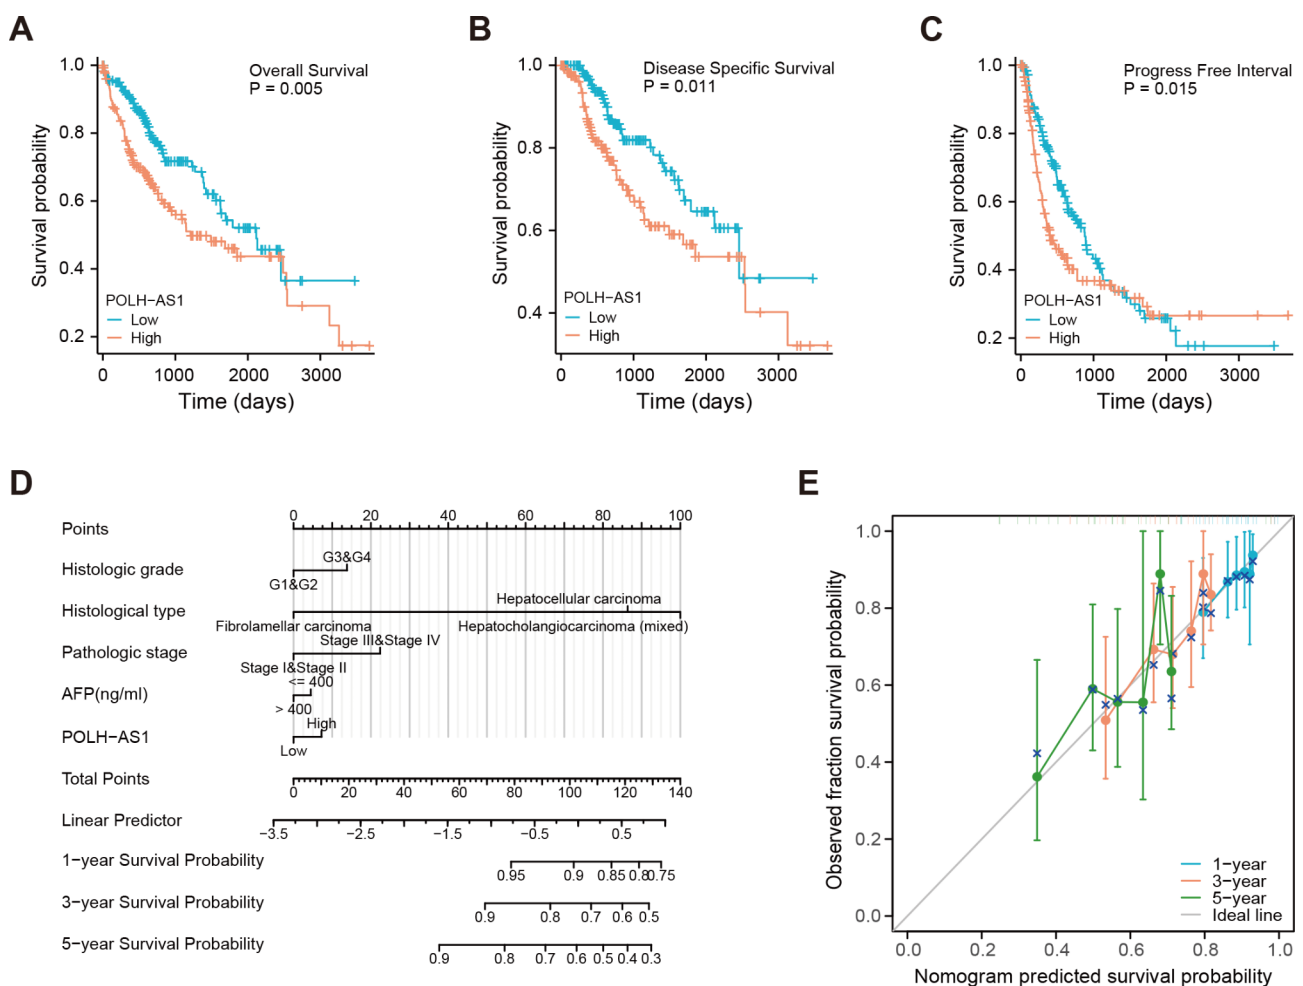 A
Overall Survival
P = 0.005
Survival probability
1.0
0.8
0.6
0.4
0.2
POLH−AS1
Low
High
0 1000 2000 3000
Time (days)
B
Disease Specific Survival
P = 0.011
Survival probability
1.0
0.8
0.6
0.4
POLH−AS1
Low
High
0 1000 2000 3000
Time (days)
C
Progress Free Interval
P = 0.015
Survival probability
1.0
0.8
0.6
0.4
0.2
POLH−AS1
Low
High
0 1000 2000 3000
Time (days)
D
0 20 40 60 80 100
Points
G3&G4
Histologic grade
G1&G2
Hepatocellular carcinoma
Histological type
Fibrolamellar carcinoma Hepatocholangiocarcinoma (mixed)
Stage III&Stage IV
Pathologic stage
Stage I&Stage II
<= 400
AFP(ng/ml)
> 400
High
POLH−AS1
Low
Total Points
0 20 40 60 80 100 120 140
Linear Predictor
−3.5 −2.5 −1.5 −0.5 0.5
1−year Survival Probability
0.95 0.9 0.85 0.8 0.75
3−year Survival Probability
0.9 0.8 0.7 0.6 0.5
5−year Survival Probability
0.9 0.8 0.7 0.6 0.5 0.4 0.3
E
Observed fraction survival probability
1.0
0.8
0.6
0.4
0.2
0.0
1−year
3−year
5−year
Ideal line
0.0 0.2 0.4 0.6 0.8 1.0
Nomogram predicted survival probability